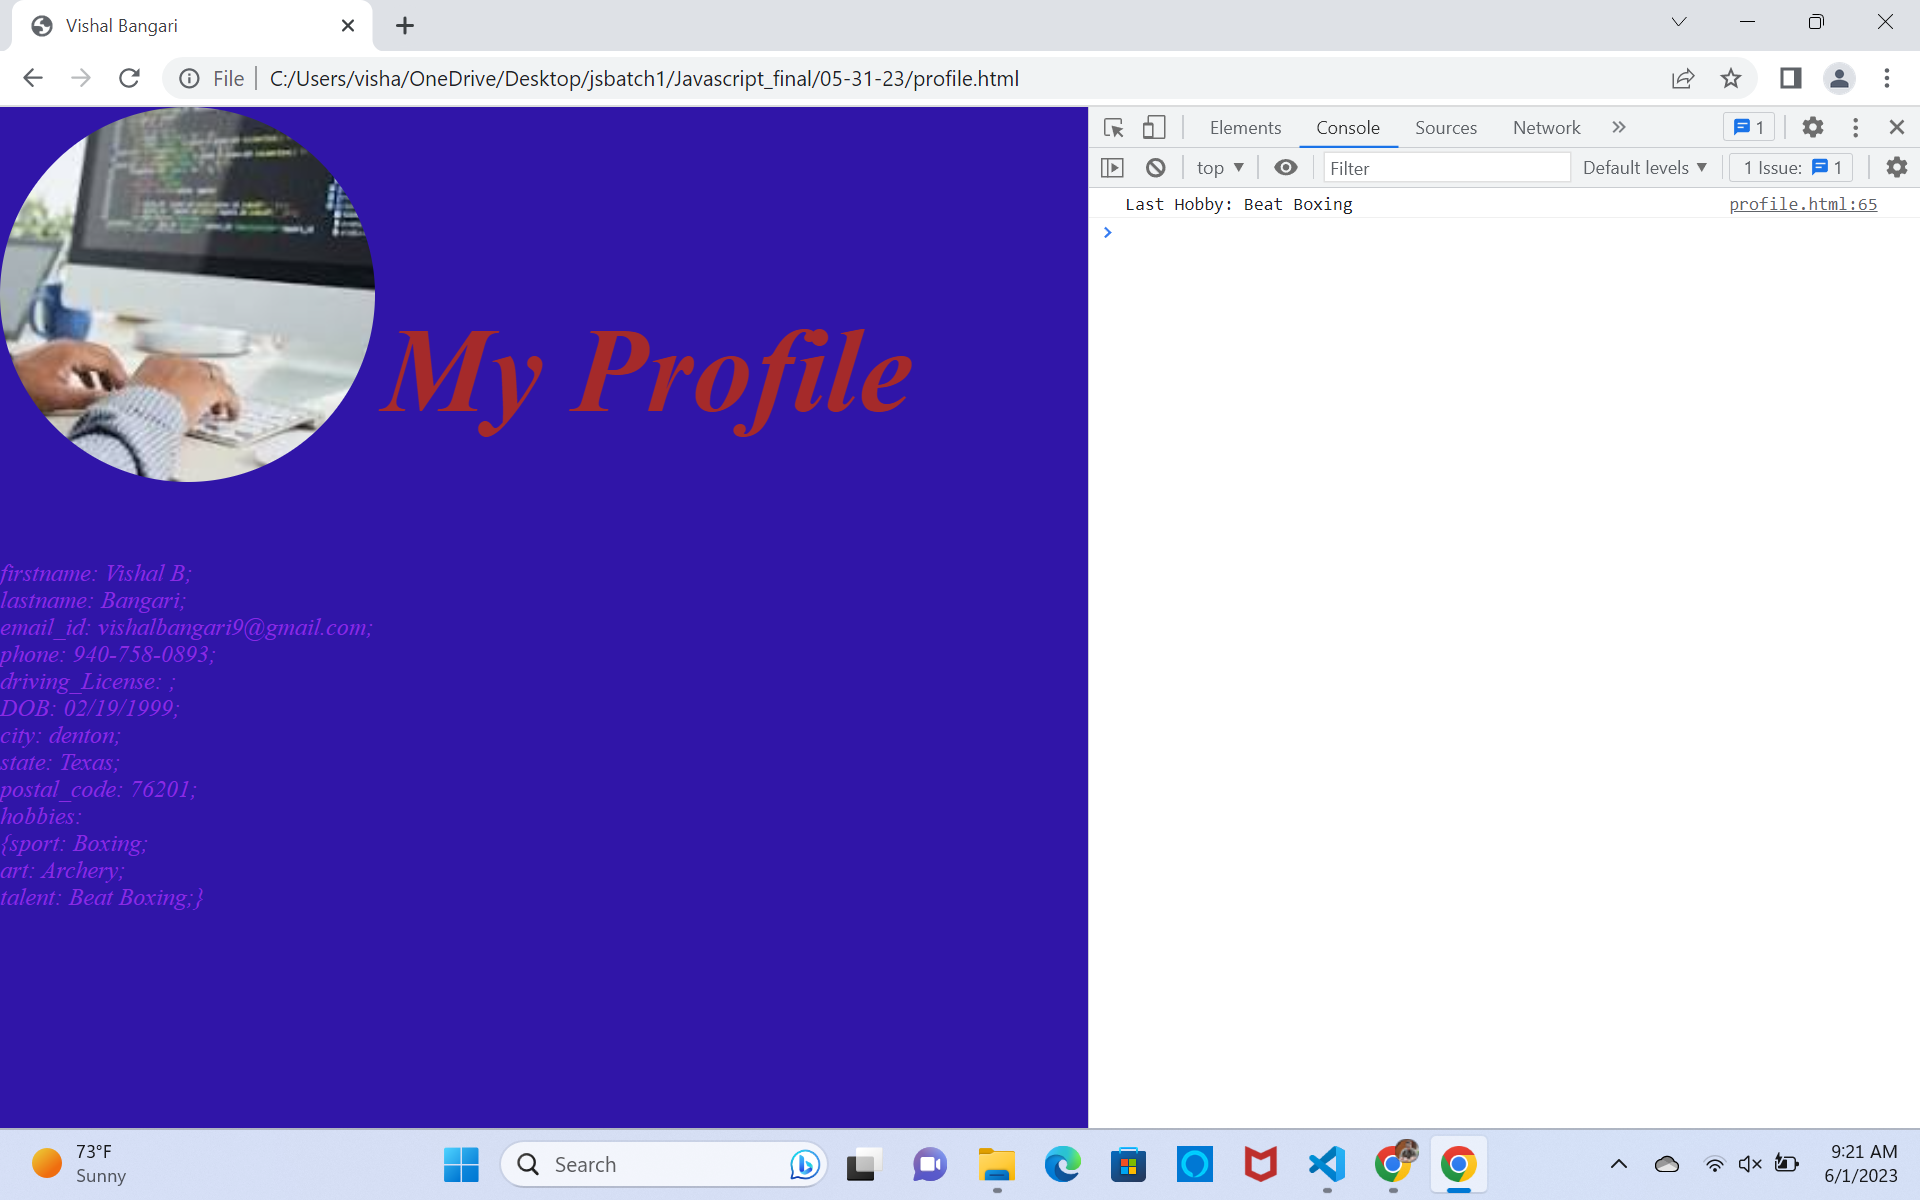 Vishal Bangari
File
C:/Users/visha/OneDrive/Desktop/jsbatch1/Javascript_final/05-31-23/profile.html
Elements Console Sources Network 1
top Filter Default levels 1 Issue: 1
Last Hobby: Beat Boxing profile.html:65
My Profile
firstname: Vishal B;
lastname: Bangari;
email_id: vishalbangari9@gmail.com;
phone: 940-758-0893;
driving_License: ;
DOB: 02/19/1999;
city: denton;
state: Texas;
postal_code: 76201;
hobbies:
{sport: Boxing;
art: Archery;
talent: Beat Boxing;}
73°F
Sunny
Search
9:21 AM
6/1/2023